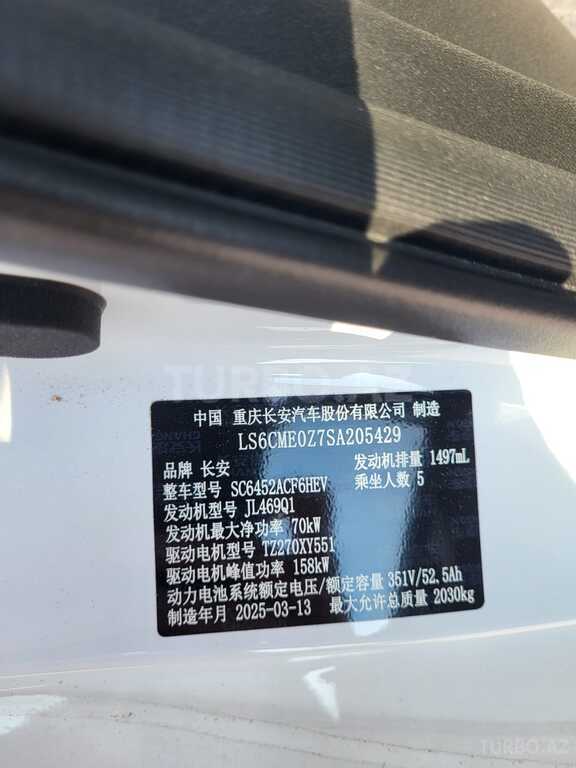 TURBO.AZ
中国 重庆长安汽车股份有限公司 制造
LS6CME0Z7SA205429
品牌 长安 发动机排量 1497mL
整车型号 SC6452ACF6HEV 乘坐人数 5
发动机型号 JL469Q1
发动机最大净功率 70kW
驱动电机型号 TZ270XY551
驱动电机峰值功率 158kW
动力电池系统额定电压/额定容量 351V/52.5Ah
制造年月 2025-03-13 最大允许总质量 2030kg
TURBO.AZ